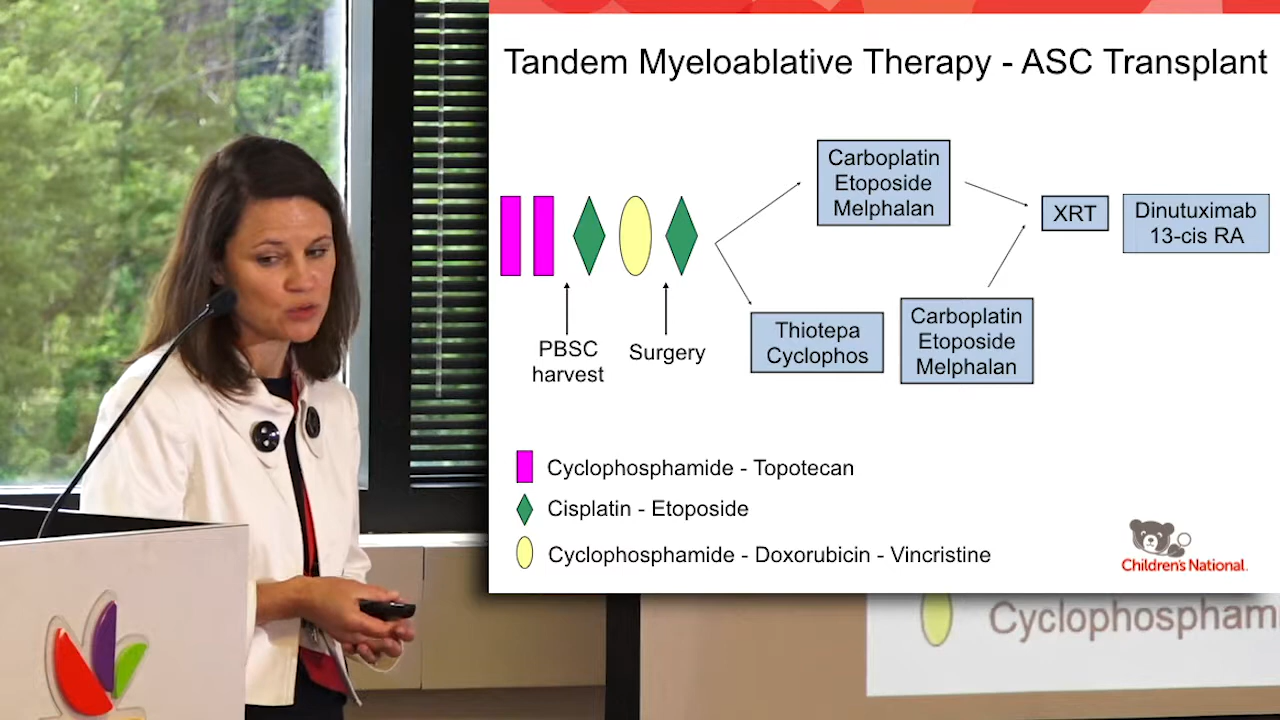 Tandem Myeloablative Therapy - ASC Transplant
Carboplatin
Etoposide
Melphalan
XRT
Dinutuximab
13-cis RA
PBSC
harvest
Surgery
Thiotepa
Cyclophos
Carboplatin
Etoposide
Melphalan
Cyclophosphamide - Topotecan
Cisplatin - Etoposide
Cyclophosphamide - Doxorubicin - Vincristine
Children's National.
Cyclophospham